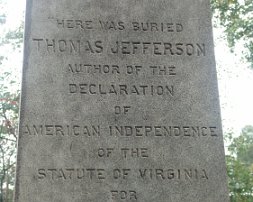 HERE WAS BURIED
THOMAS JEFFERSON
AUTHOR OF THE
DECLARATION
OF
AMERICAN INDEPENDENCE
OF THE
STATUTE OF VIRGINIA
FOR